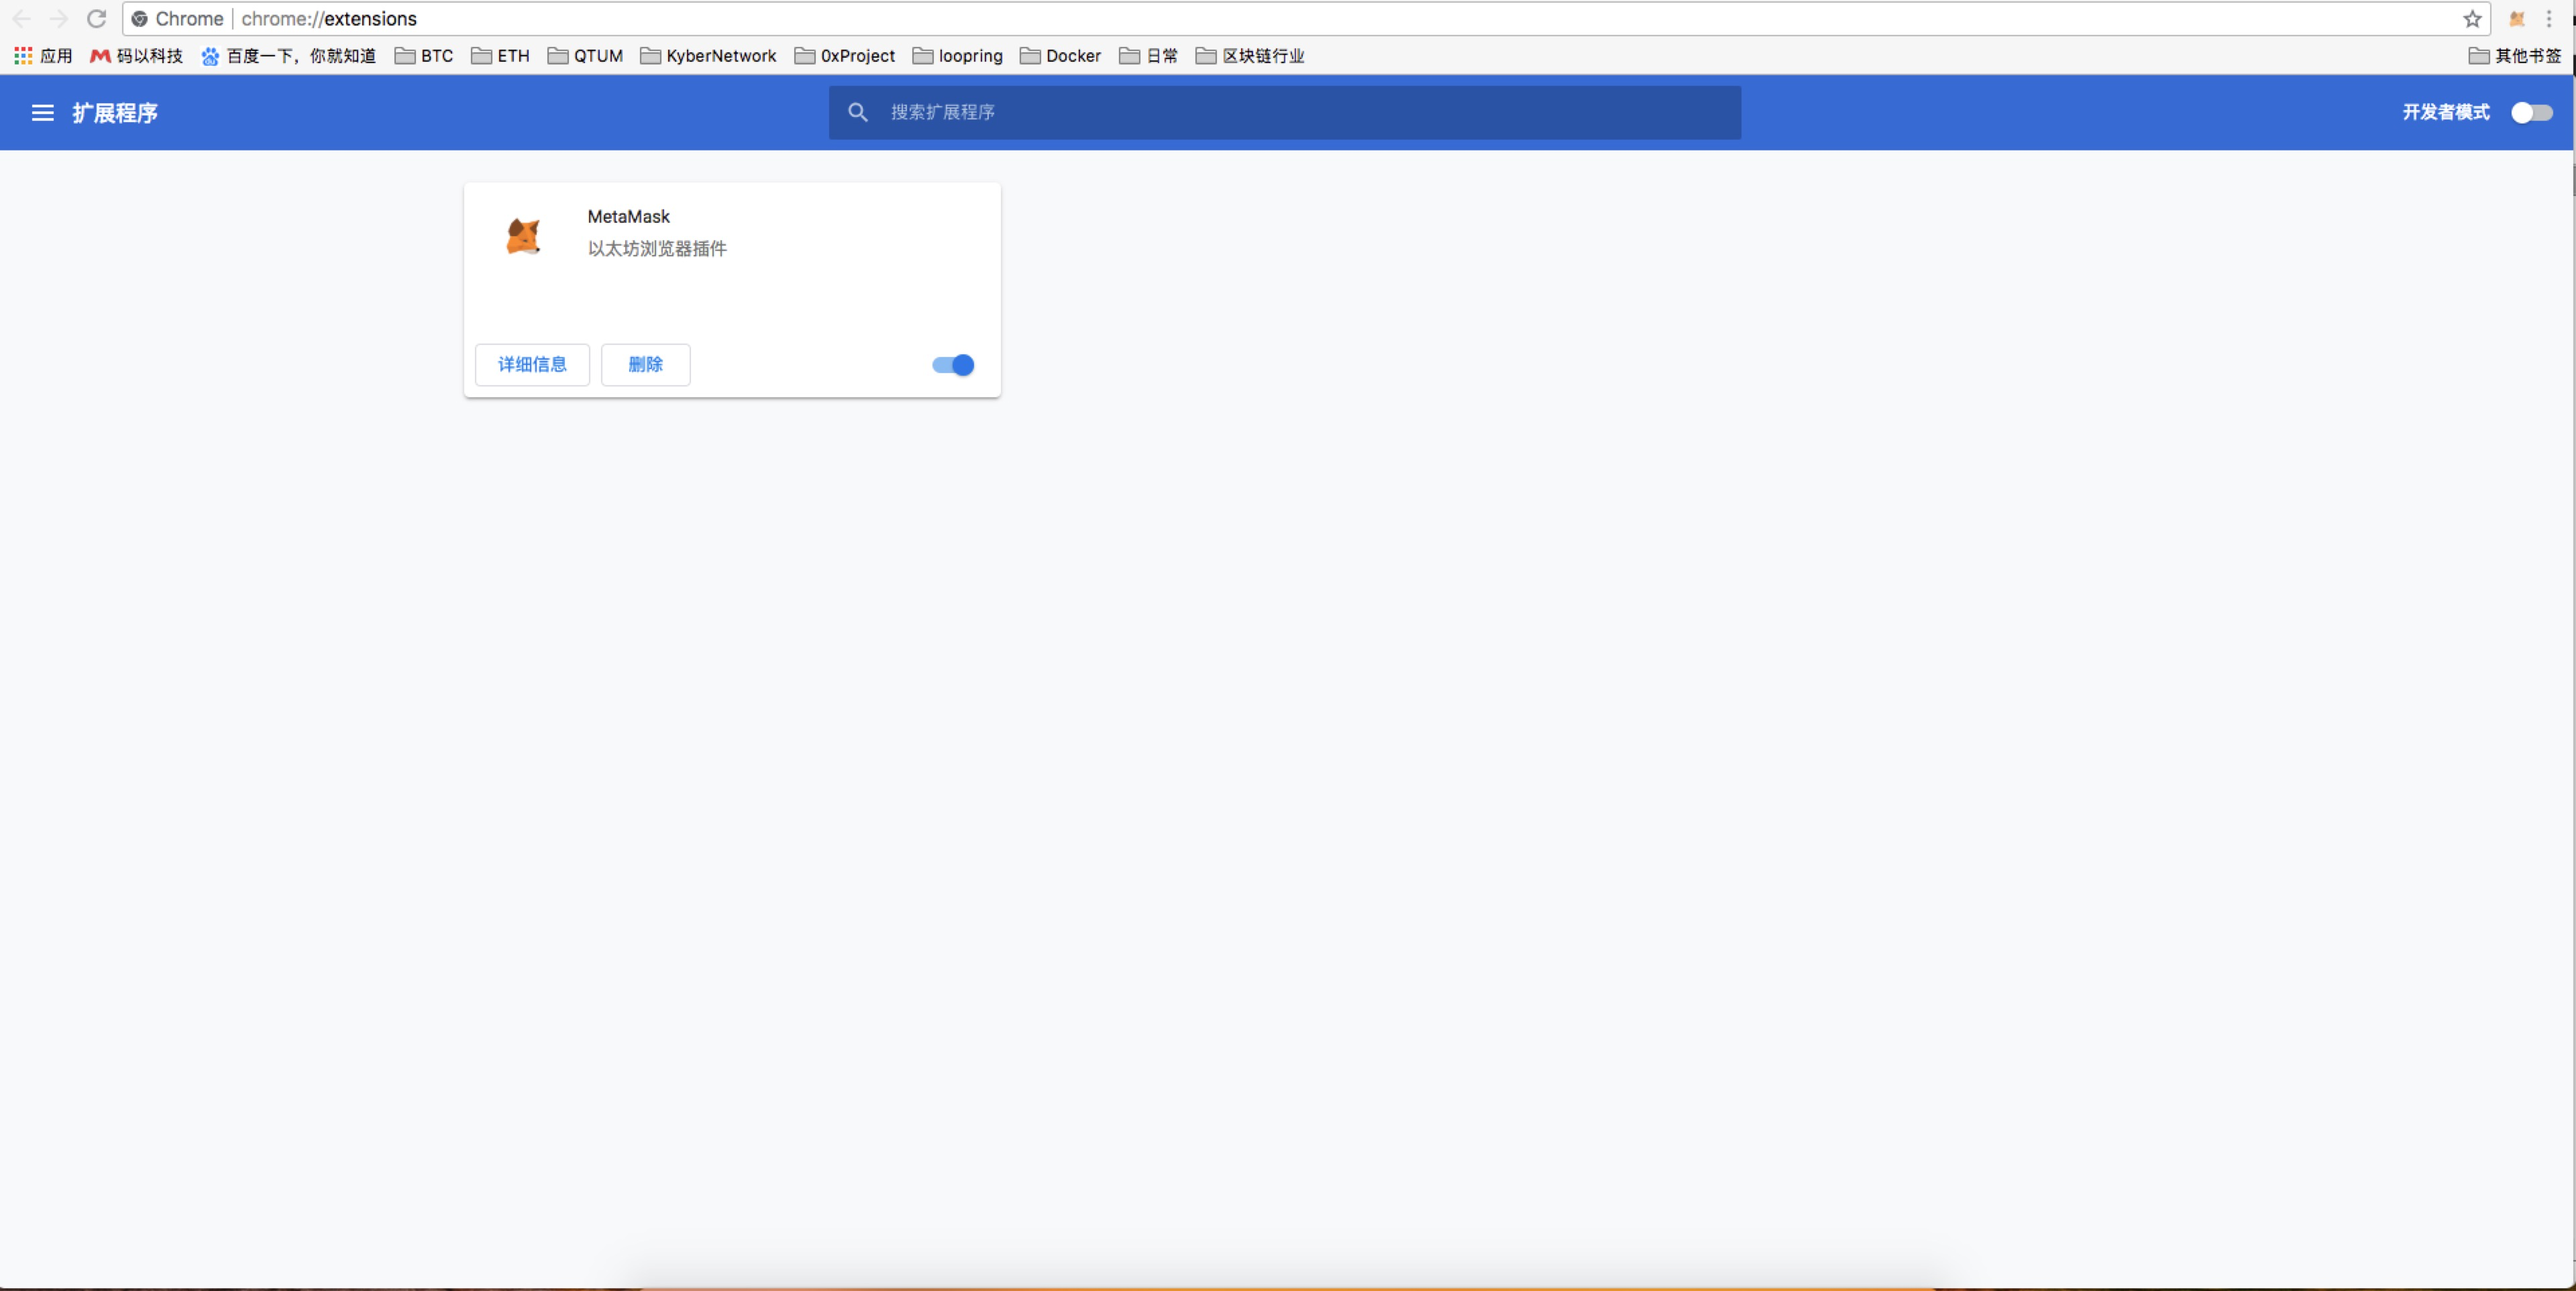 Chrome chrome://extensions
应用 码以科技 百度一下，你就知道 BTC ETH QTUM KyberNetwork 0xProject loopring Docker 日常 区块链行业 其他书签
扩展程序 搜索扩展程序 开发者模式
MetaMask
以太坊浏览器插件
详细信息 删除